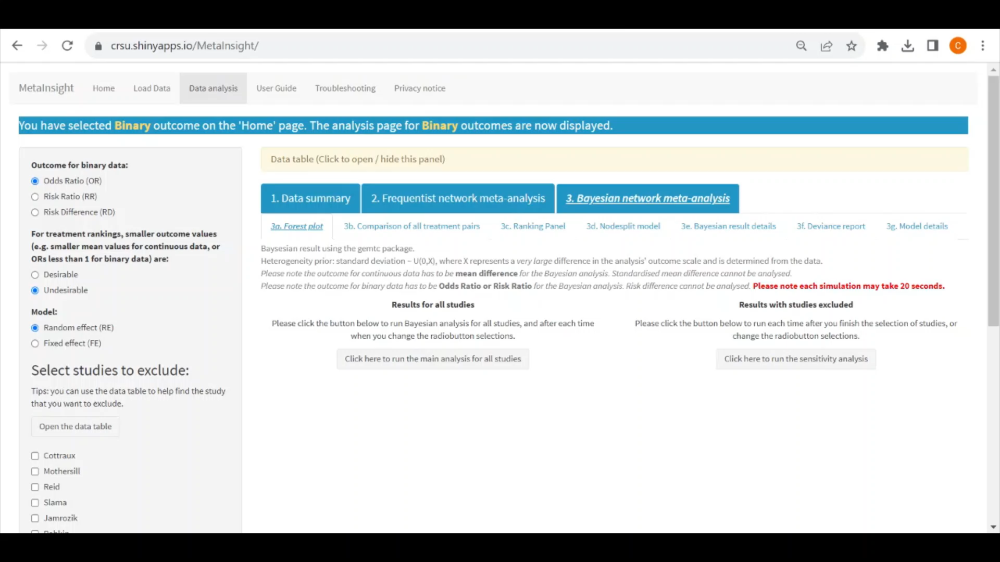 crsu.shinyapps.io/MetaInsight/
C
MetaInsight Home Load Data Data analysis User Guide Troubleshooting Privacy notice
You have selected Binary outcome on the 'Home' page. The analysis page for Binary outcomes are now displayed.
Outcome for binary data:
Odds Ratio (OR)
Risk Ratio (RR)
Risk Difference (RD)
For treatment rankings, smaller outcome values
(e.g. smaller mean values for continuous data, or
ORs less than 1 for binary data) are:
Desirable
Undesirable
Model:
Random effect (RE)
Fixed effect (FE)
Select studies to exclude:
Tips: you can use the data table to help find the study
that you want to exclude.
Open the data table
Cottraux
Mothersill
Reid
Slama
Jamrozik
Data table (Click to open / hide this panel)
1. Data summary 2. Frequentist network meta-analysis 3. Bayesian network meta-analysis
3a. Forest plot 3b. Comparison of all treatment pairs 3c. Ranking Panel 3d. Nodesplit model 3e. Bayesian result details 3f. Deviance report 3g. Model details
Baysesian result using the gemtc package.
Heterogeneity prior: standard deviation ~ U(0,X), where X represents a very large difference in the analysis' outcome scale and is determined from the data.
Please note the outcome for continuous data has to be mean difference for the Bayesian analysis. Standardised mean difference cannot be analysed.
Please note the outcome for binary data has to be Odds Ratio or Risk Ratio for the Bayesian analysis. Risk difference cannot be analysed. Please note each simulation may take 20 seconds.
Results for all studies
Please click the button below to run Bayesian analysis for all studies, and after each time
when you change the radiobutton selections.
Click here to run the main analysis for all studies
Results with studies excluded
Please click the button below to run each time after you finish the selection of studies, or
change the radiobutton selections.
Click here to run the sensitivity analysis